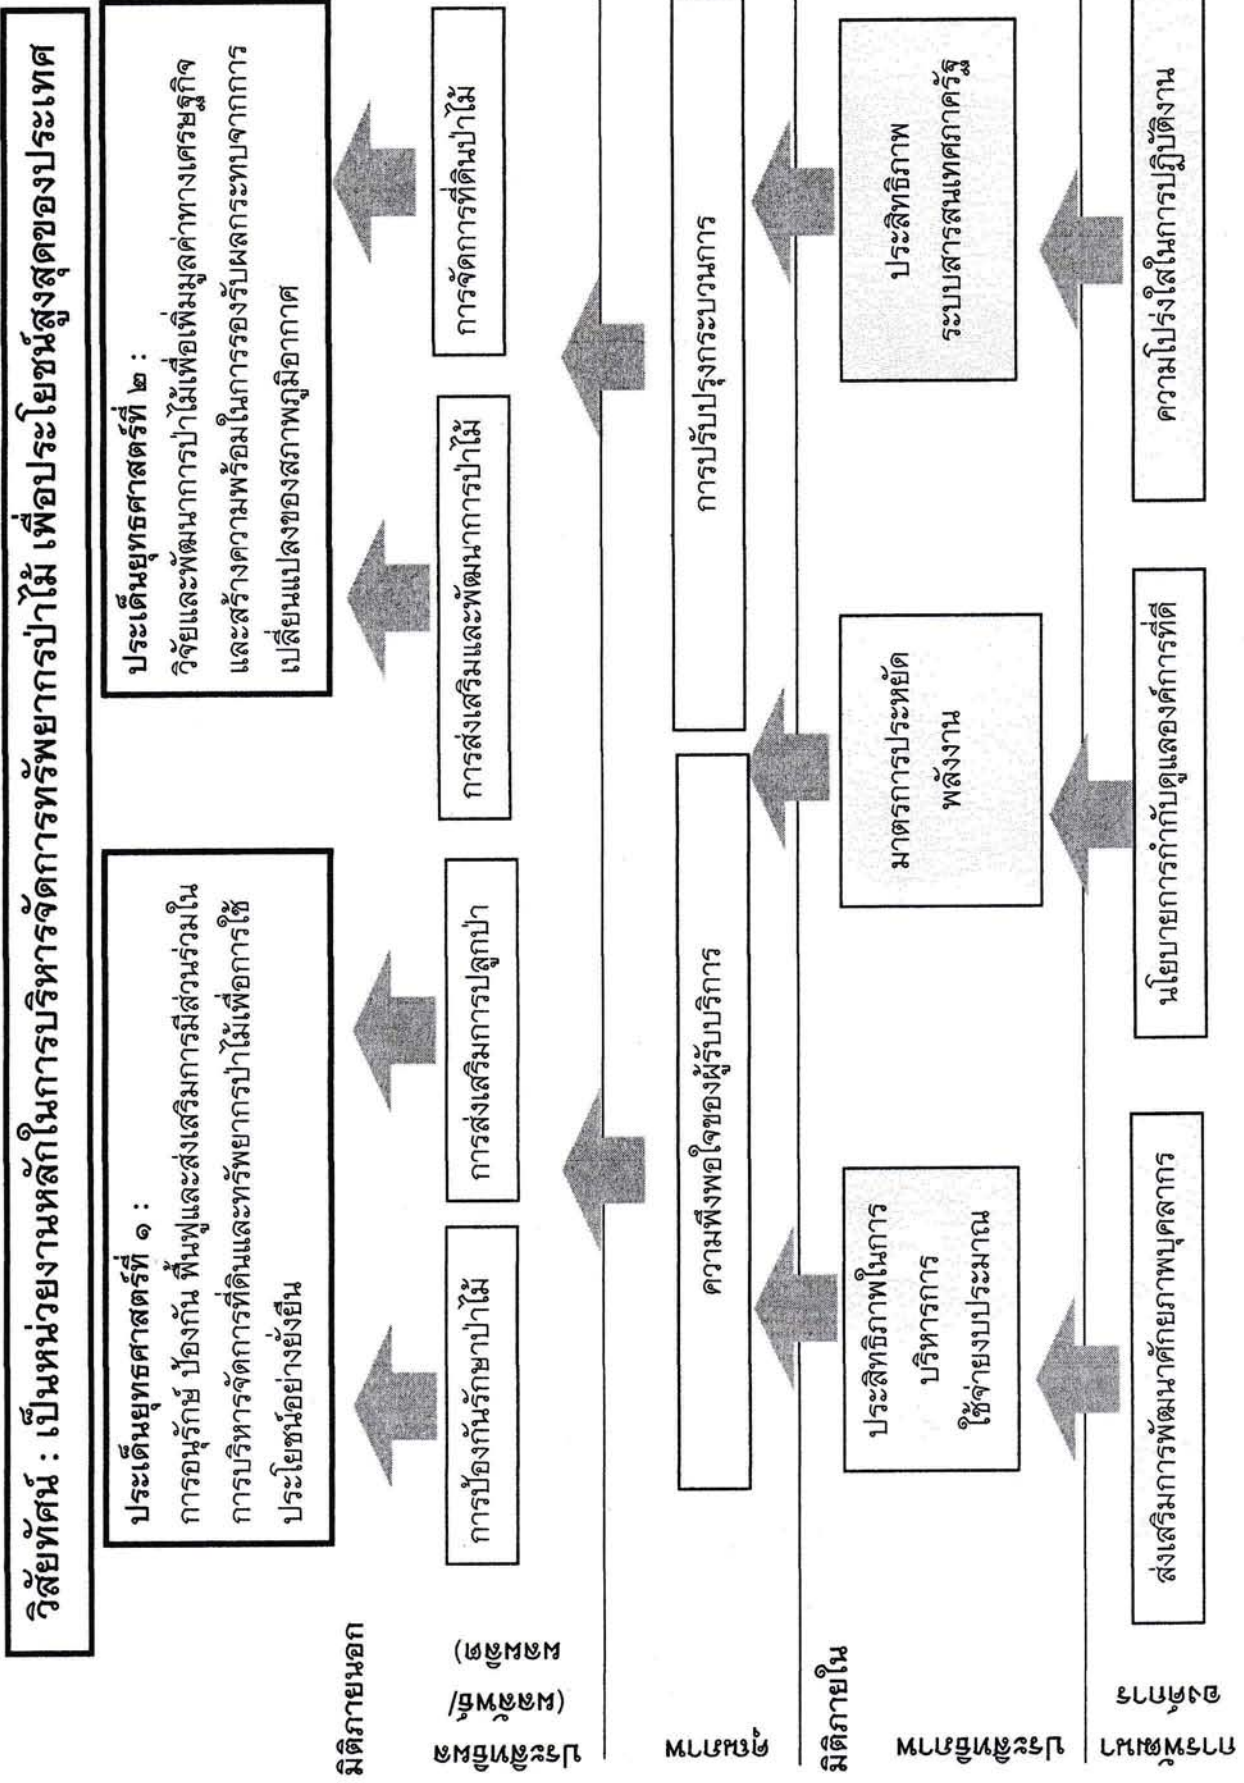 วิสัยทัศน์ : เป็นหน่วยงานหลักในการบริหารจัดการทรัพยากรป่าไม้ เพื่อประโยชน์สูงสุดของประเทศ
ประเด็นยุทธศาสตร์ที่ ๑ :
การอนุรักษ์ ป้องกัน ฟื้นฟูและส่งเสริมการมีส่วนร่วมใน
การบริหารจัดการที่ดินและทรัพยากรป่าไม้เพื่อการใช้
ประโยชน์อย่างยั่งยืน
ประเด็นยุทธศาสตร์ที่ ๒ :
วิจัยและพัฒนาการป่าไม้เพื่อเพิ่มมูลค่าทางเศรษฐกิจ
และสร้างความพร้อมในการรองรับผลกระทบจากการ
เปลี่ยนแปลงของสภาพภูมิอากาศ
มิติภายนอก
ประสิทธิผล
(ผลลัพธ์/
ผลผลิต)
การป้องกันรักษาป่าไม้
การส่งเสริมการปลูกป่า
การส่งเสริมและพัฒนาการป่าไม้
การจัดการที่ดินป่าไม้
คุณภาพ
ความพึงพอใจของผู้รับบริการ
การปรับปรุงกระบวนการ
มิติภายใน
ประสิทธิภาพ
ประสิทธิภาพในการ
บริหารการ
ใช้จ่ายงบประมาณ
มาตรการประหยัด
พลังงาน
ประสิทธิภาพ
ระบบสารสนเทศภาครัฐ
การพัฒนา
องค์การ
ส่งเสริมการพัฒนาศักยภาพบุคลากร
นโยบายการกำกับดูแลองค์การที่ดี
ความโปร่งใสในการปฏิบัติงาน